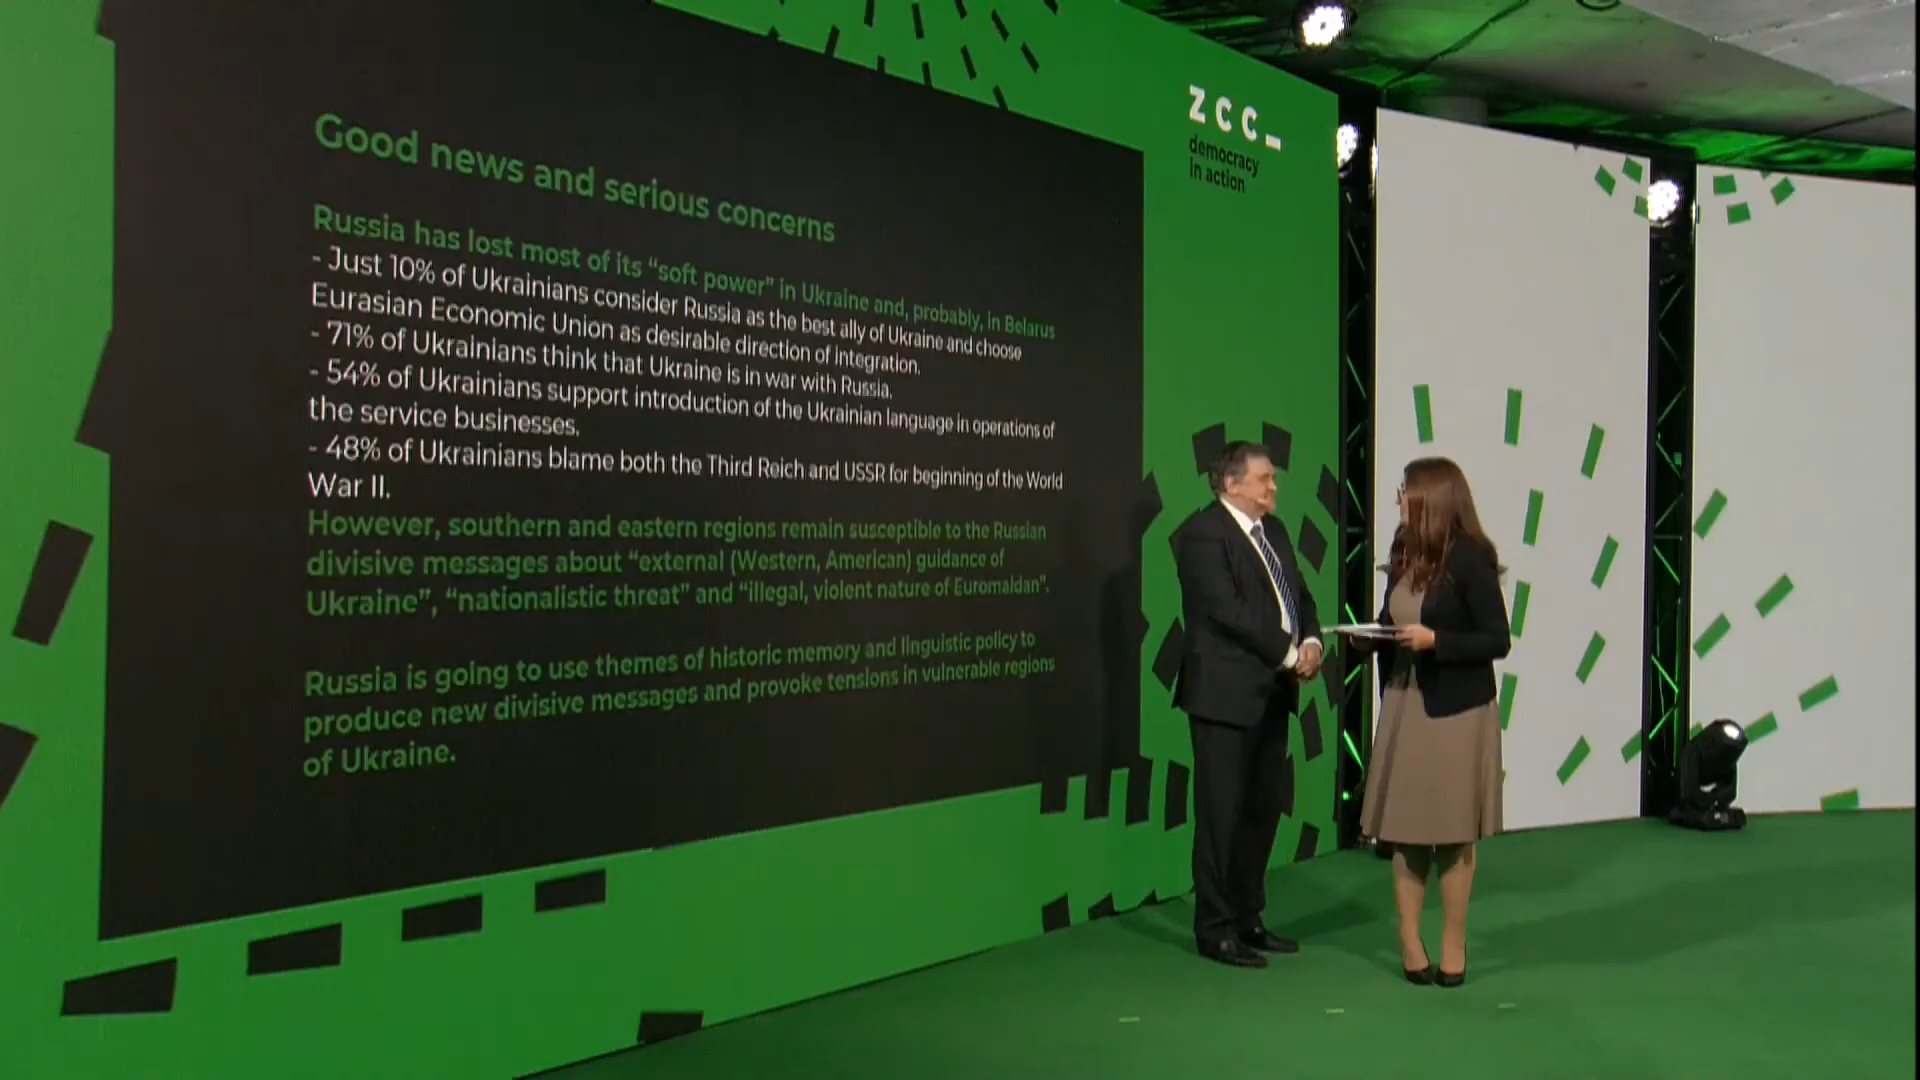 Good news and serious concerns
Russia has lost most of its “soft power” in Ukraine and, probably, in Belarus
- Just 10% of Ukrainians consider Russia as the best ally of Ukraine and choose
Eurasian Economic Union as desirable direction of integration.
- 71% of Ukrainians think that Ukraine is in war with Russia.
- 54% of Ukrainians support introduction of the Ukrainian language in operations of
the service businesses.
- 48% of Ukrainians blame both the Third Reich and USSR for beginning of the World
War II.
However, southern and eastern regions remain susceptible to the Russian
divisive messages about “external (Western, American) guidance of
Ukraine”, “nationalistic threat” and “illegal, violent nature of Euromaidan”.
Russia is going to use themes of historic memory and linguistic policy to
produce new divisive messages and provoke tensions in vulnerable regions
of Ukraine.
zcc_
democracy
in action